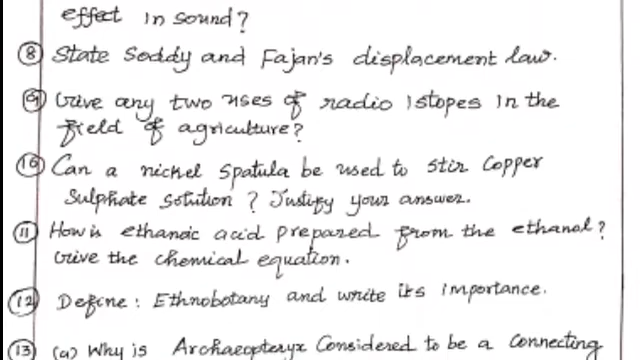 effect in sound?
⑧ State Soddy and Fajan's displacement law.
⑨ Give any two uses of radio isotopes in the
field of agriculture?
⑩ Can a nickel spatula be used to stir Copper
Sulphate solution? Justify your answer.
⑪ How is ethanoic acid prepared from the ethanol?
Give the chemical equation.
⑫ Define: Ethnobotany and write its importance.
⑬ (a) Why is Archaeopteryx Considered to be a Connecting